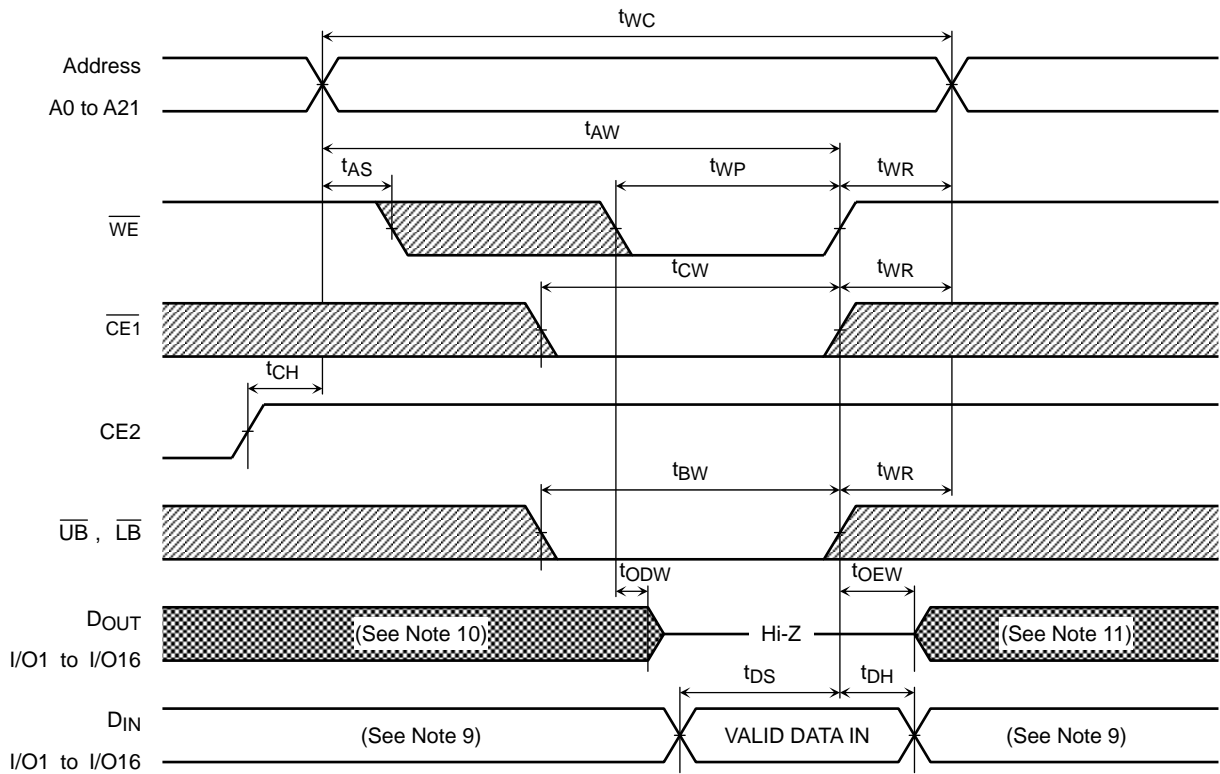 tWC
Address
A0 to A21
tAW
tAS
tWP
tWR
WE
tCW
tWR
CE1
tCH
CE2
tBW
tWR
UB , LB
tODW
tOEW
DOUT
I/O1 to I/O16
(See Note 10)
Hi-Z
(See Note 11)
tDS
tDH
DIN
I/O1 to I/O16
(See Note 9)
VALID DATA IN
(See Note 9)